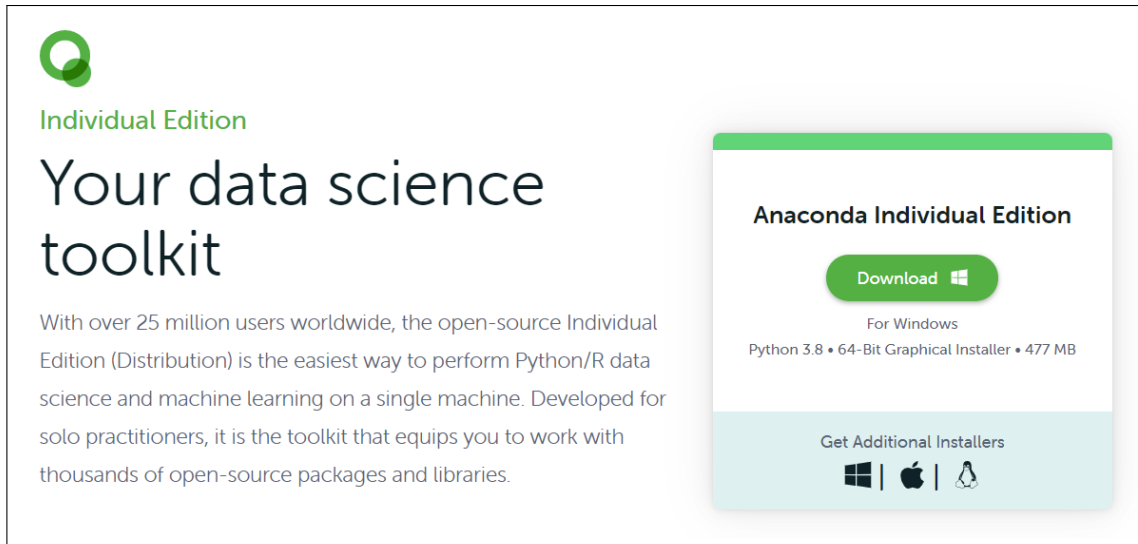 Individual Edition
Your data science
toolkit
With over 25 million users worldwide, the open-source Individual
Edition (Distribution) is the easiest way to perform Python/R data
science and machine learning on a single machine. Developed for
solo practitioners, it is the toolkit that equips you to work with
thousands of open-source packages and libraries.
Anaconda Individual Edition
Download
For Windows
Python 3.8 • 64-Bit Graphical Installer • 477 MB
Get Additional Installers
| |